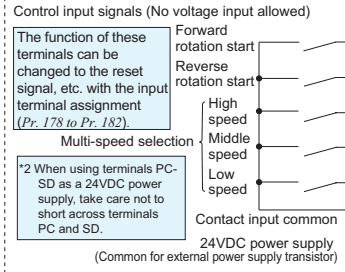 Control input signals (No voltage input allowed)
The function of these
terminals can be
changed to the reset
signal, etc. with the input
terminal assignment
(Pr. 178 to Pr. 182).
Forward
rotation start
Reverse
rotation start
Multi-speed selection
High
speed
Middle
speed
Low
speed
*2 When using terminals PC-
SD as a 24VDC power
supply, take care not to
short across terminals
PC and SD.
Contact input common
24VDC power supply
(Common for external power supply transistor)